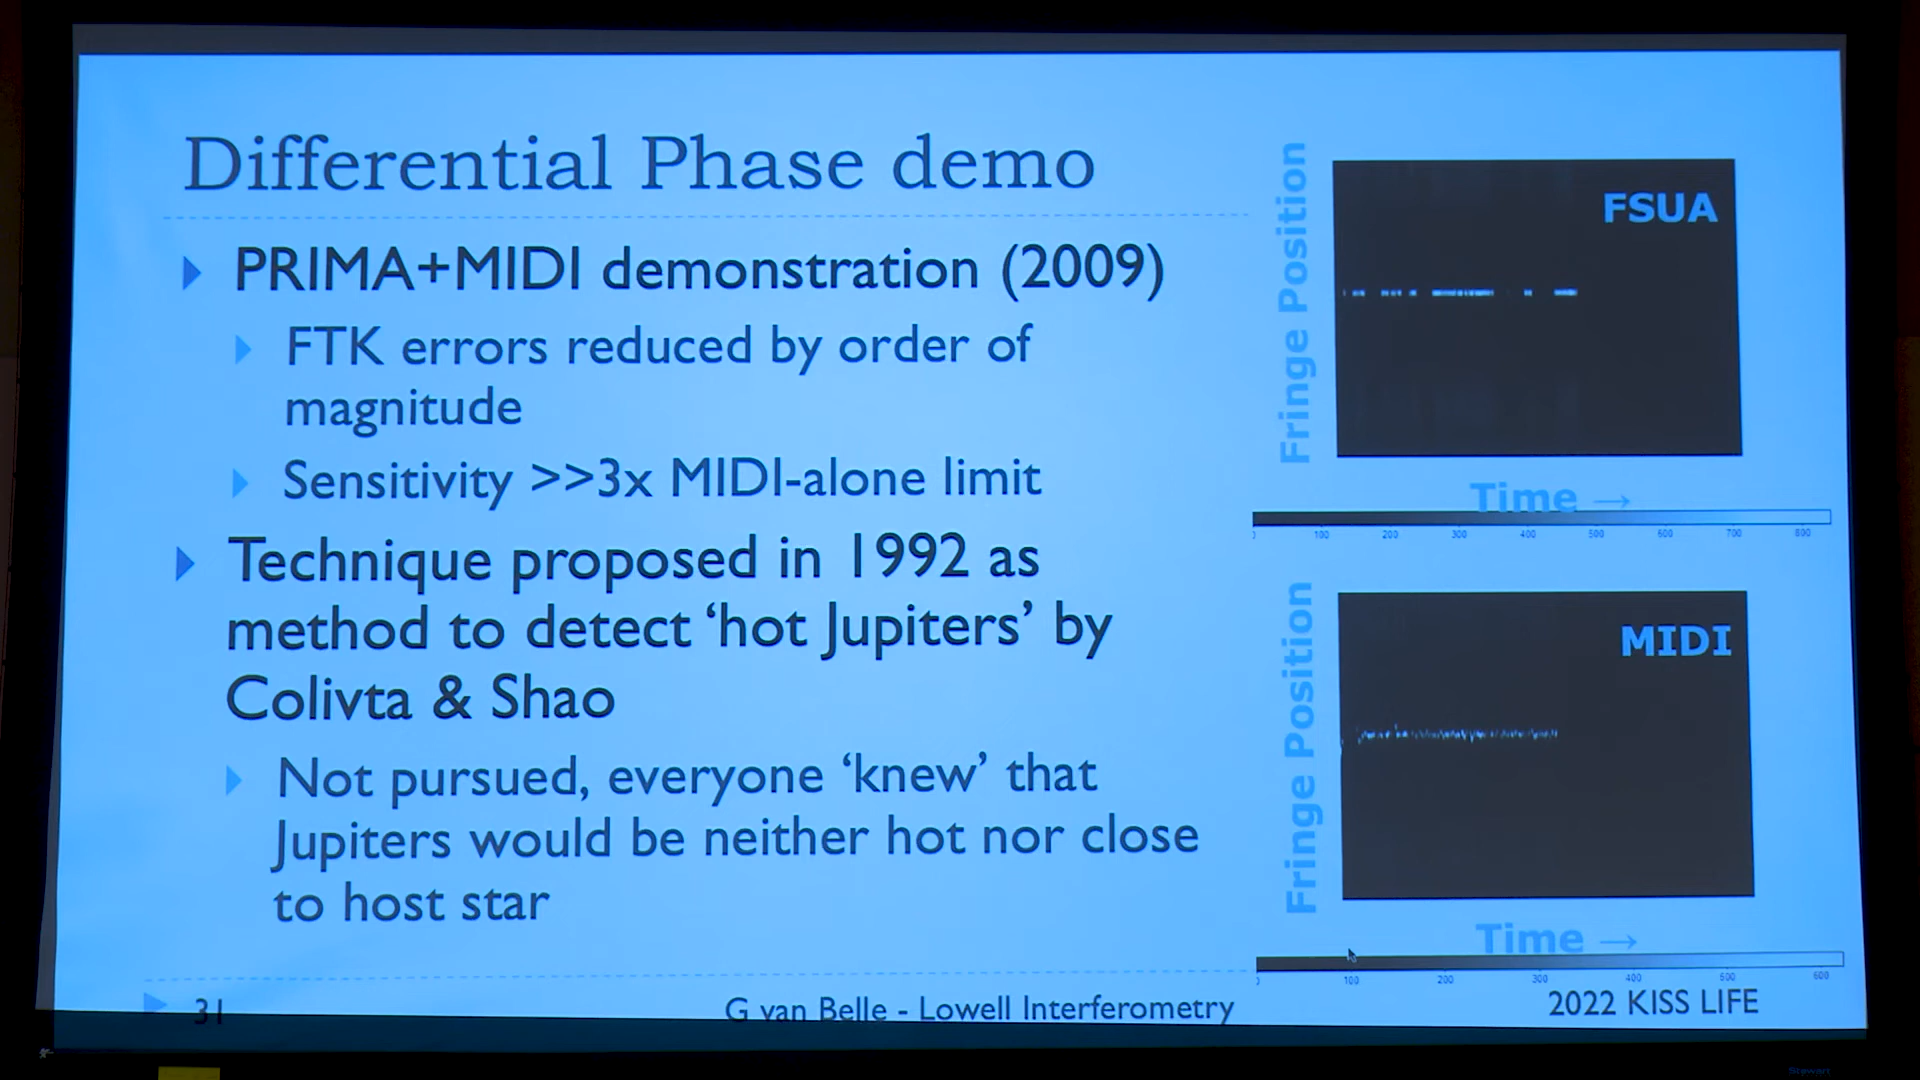 Differential Phase demo
PRIMA+MIDI demonstration (2009)
FTK errors reduced by order of
magnitude
Sensitivity >>3x MIDI-alone limit
Technique proposed in 1992 as
method to detect ‘hot Jupiters’ by
Colivta & Shao
Not pursued, everyone ‘knew’ that
Jupiters would be neither hot nor close
to host star
Fringe Position
FSUA
Time →
100 200 300 400 500 600 700 800
Fringe Position
MIDI
Time →
100 200 300 400 500 600
31
G van Belle - Lowell Interferometry
2022 KISS LIFE
Stewart